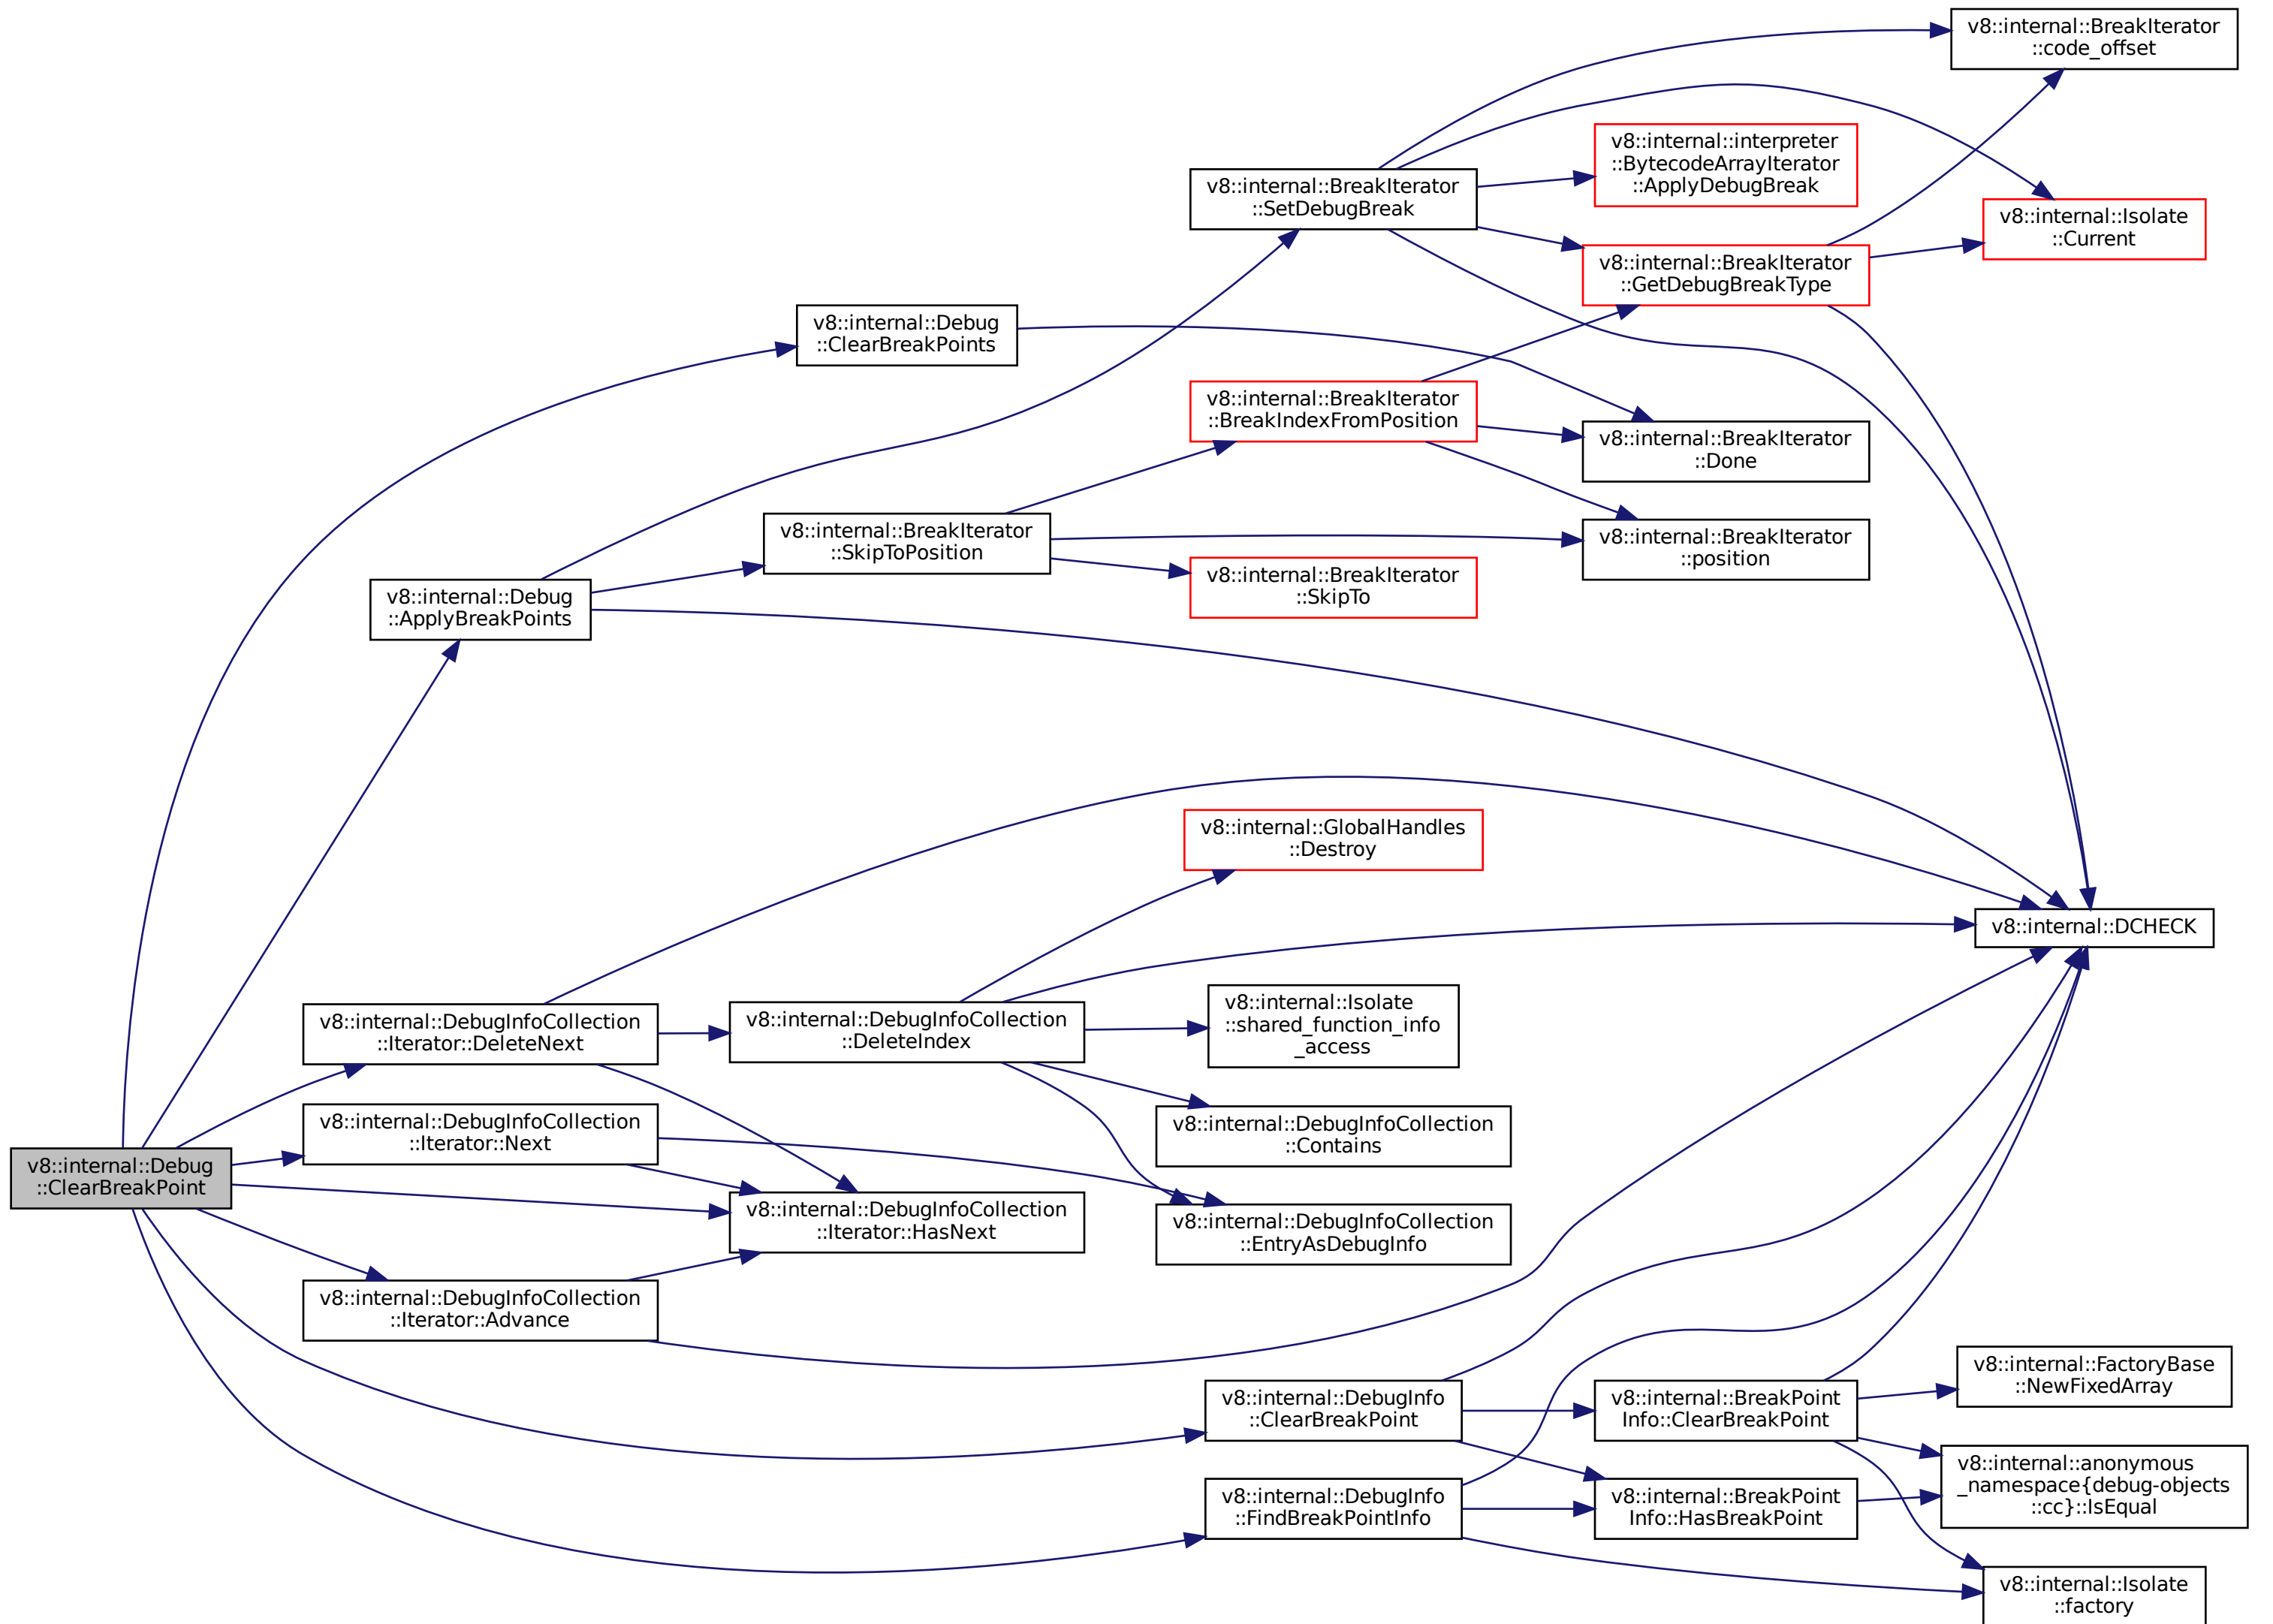 v8::internal::BreakIterator
::code_offset
v8::internal::interpreter
::BytecodeArrayIterator
::ApplyDebugBreak
v8::internal::BreakIterator
::SetDebugBreak
v8::internal::Isolate
::Current
v8::internal::BreakIterator
::GetDebugBreakType
v8::internal::Debug
::ClearBreakPoints
v8::internal::BreakIterator
::BreakIndexFromPosition
v8::internal::BreakIterator
::Done
v8::internal::BreakIterator
::SkipToPosition
v8::internal::BreakIterator
::position
v8::internal::BreakIterator
::SkipTo
v8::internal::Debug
::ApplyBreakPoints
v8::internal::GlobalHandles
::Destroy
v8::internal::DCHECK
v8::internal::DebugInfoCollection
::Iterator::DeleteNext
v8::internal::DebugInfoCollection
::DeleteIndex
v8::internal::Isolate
::shared_function_info
_access
v8::internal::DebugInfoCollection
::Iterator::Next
v8::internal::DebugInfoCollection
::Contains
v8::internal::Debug
::ClearBreakPoint
v8::internal::DebugInfoCollection
::Iterator::HasNext
v8::internal::DebugInfoCollection
::EntryAsDebugInfo
v8::internal::DebugInfoCollection
::Iterator::Advance
v8::internal::FactoryBase
::NewFixedArray
v8::internal::DebugInfo
::ClearBreakPoint
v8::internal::BreakPoint
Info::ClearBreakPoint
v8::internal::anonymous
_namespace{debug-objects
::cc}::IsEqual
v8::internal::DebugInfo
::FindBreakPointInfo
v8::internal::BreakPoint
Info::HasBreakPoint
v8::internal::Isolate
::factory